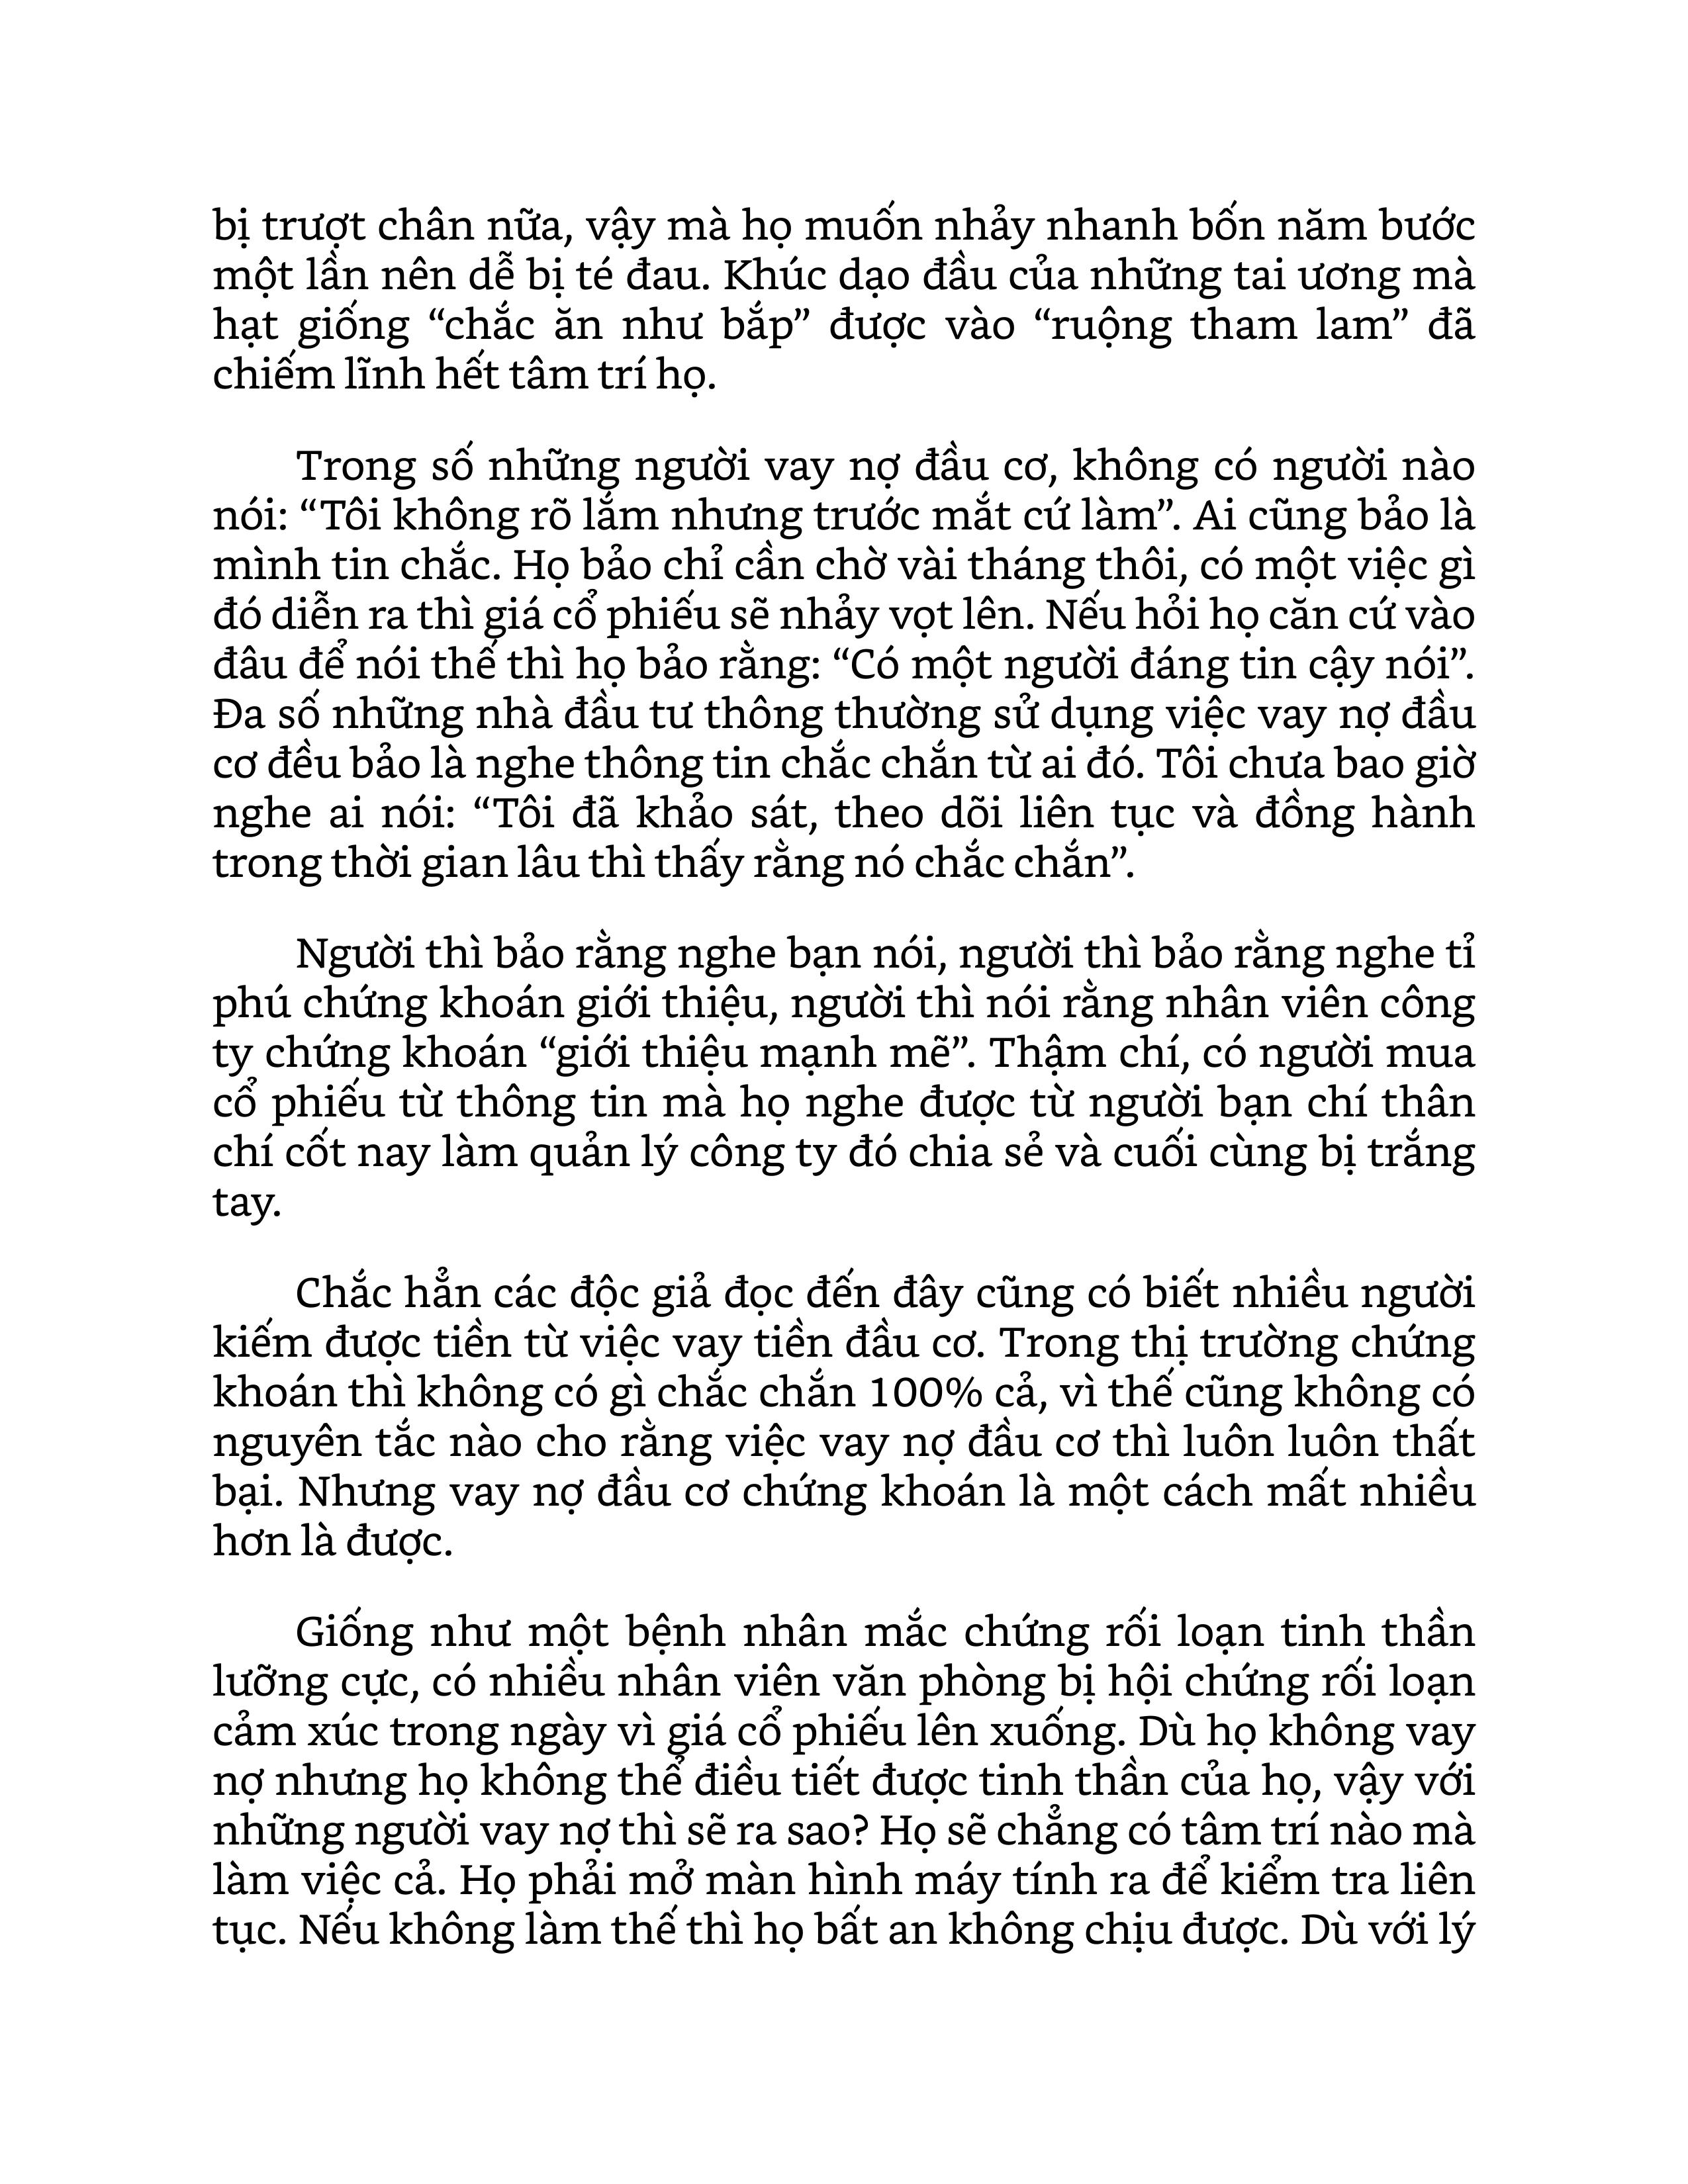 bị trượt chân nữa, vậy mà họ muốn nhảy nhanh bốn năm bước
một lần nên dễ bị té đau. Khúc dạo đầu của những tai ương mà
hạt giống “chắc ăn như bắp” được vào “ruộng tham lam” đã
chiếm lĩnh hết tâm trí họ.
Trong số những người vay nợ đầu cơ, không có người nào
nói: “Tôi không rõ lắm nhưng trước mắt cứ làm”. Ai cũng bảo là
mình tin chắc. Họ bảo chỉ cần chờ vài tháng thôi, có một việc gì
đó diễn ra thì giá cổ phiếu sẽ nhảy vọt lên. Nếu hỏi họ căn cứ vào
đâu để nói thế thì họ bảo rằng: “Có một người đáng tin cậy nói”.
Đa số những nhà đầu tư thông thường sử dụng việc vay nợ đầu
cơ đều bảo là nghe thông tin chắc chắn từ ai đó. Tôi chưa bao giờ
nghe ai nói: “Tôi đã khảo sát, theo dõi liên tục và đồng hành
trong thời gian lâu thì thấy rằng nó chắc chắn”.
Người thì bảo rằng nghe bạn nói, người thì bảo rằng nghe tỉ
phú chứng khoán giới thiệu, người thì nói rằng nhân viên công
ty chứng khoán “giới thiệu mạnh mẽ”. Thậm chí, có người mua
cổ phiếu từ thông tin mà họ nghe được từ người bạn chí thân
chí cốt nay làm quản lý công ty đó chia sẻ và cuối cùng bị trắng
tay.
Chắc hẳn các độc giả đọc đến đây cũng có biết nhiều người
kiếm được tiền từ việc vay tiền đầu cơ. Trong thị trường chứng
khoán thì không có gì chắc chắn 100% cả, vì thế cũng không có
nguyên tắc nào cho rằng việc vay nợ đầu cơ thì luôn luôn thất
bại. Nhưng vay nợ đầu cơ chứng khoán là một cách mất nhiều
hơn là được.
Giống như một bệnh nhân mắc chứng rối loạn tinh thần
lưỡng cực, có nhiều nhân viên văn phòng bị hội chứng rối loạn
cảm xúc trong ngày vì giá cổ phiếu lên xuống. Dù họ không vay
nợ nhưng họ không thể điều tiết được tinh thần của họ, vậy với
những người vay nợ thì sẽ ra sao? Họ sẽ chẳng có tâm trí nào mà
làm việc cả. Họ phải mở màn hình máy tính ra để kiểm tra liên
tục. Nếu không làm thế thì họ bất an không chịu được. Dù với lý